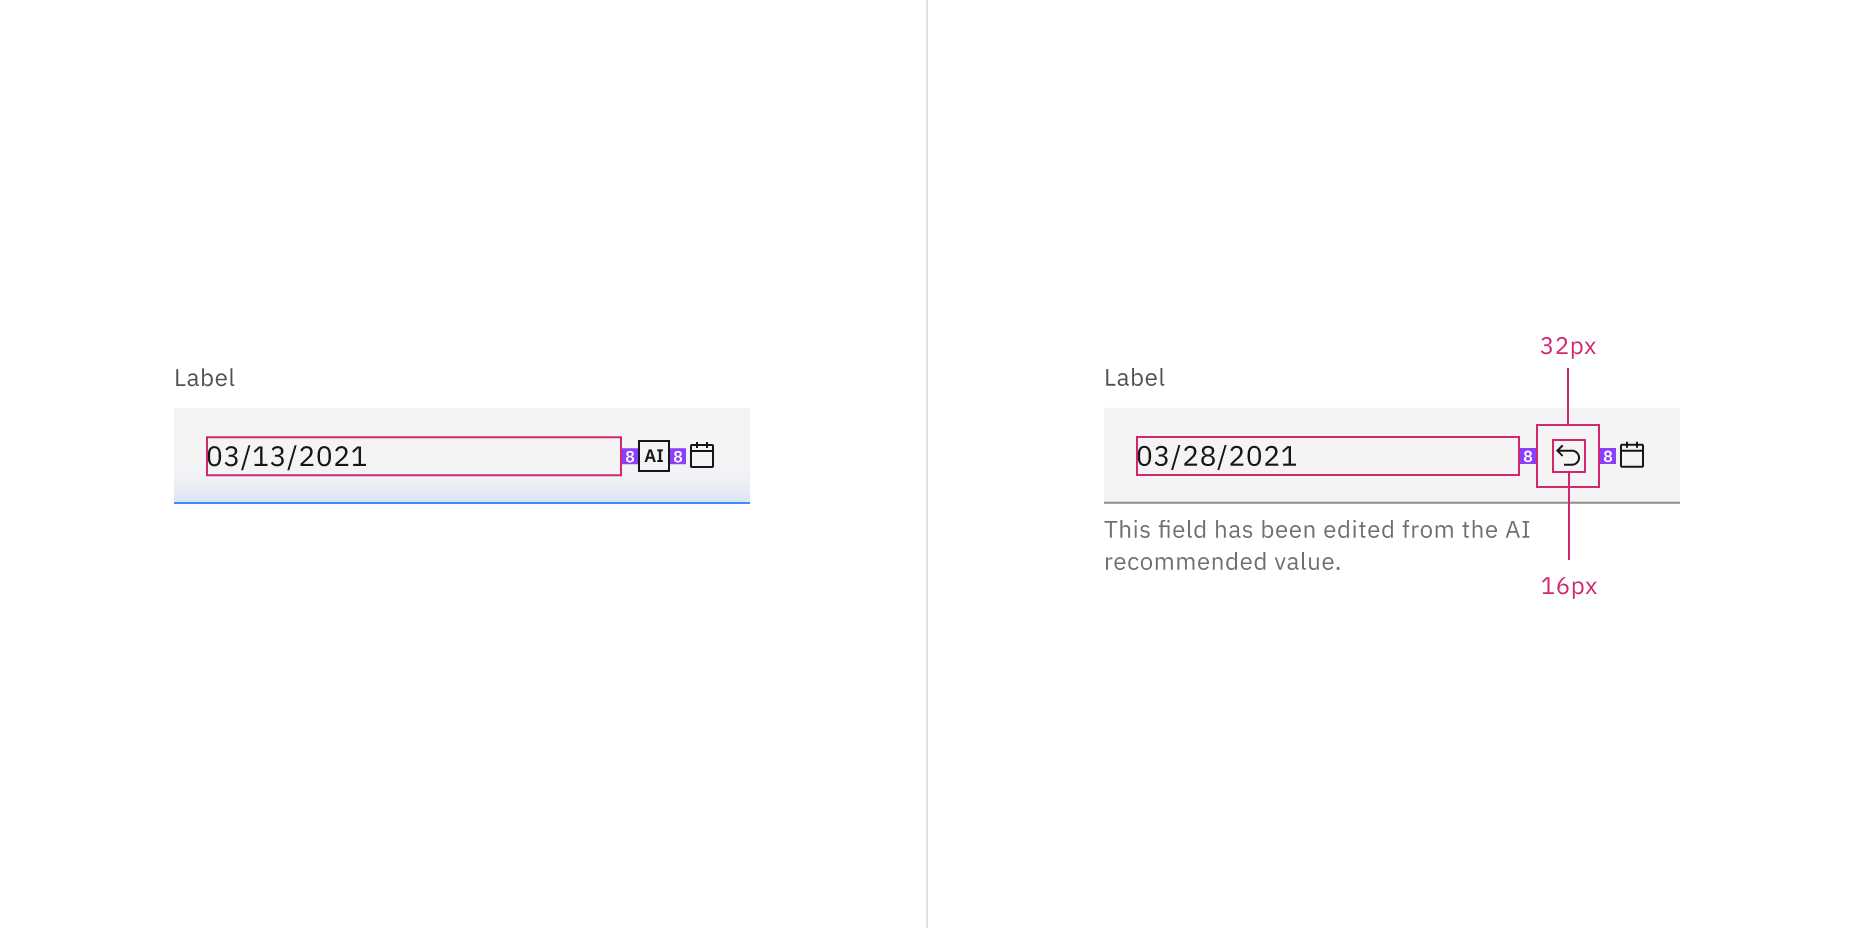 Label
03/13/2021 8 AI 8
32px
Label
03/28/2021 8 8
This field has been edited from the AI
recommended value.
16px